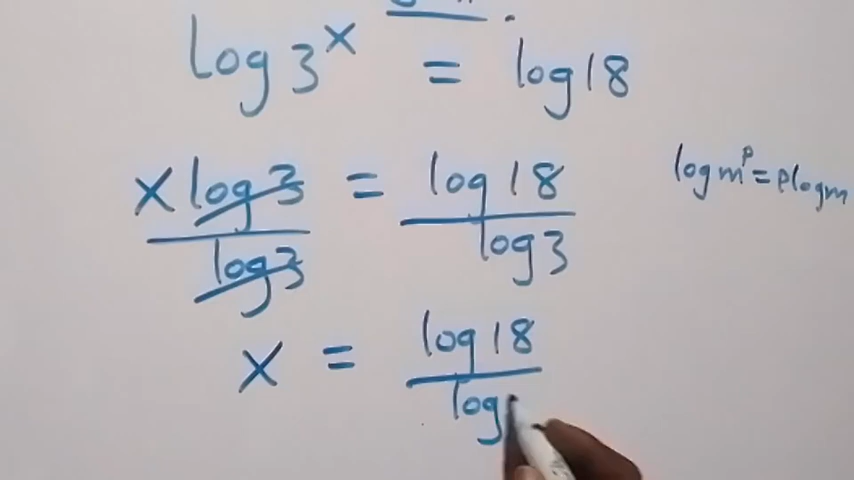 log 3^x = log 18
x log 3 / log 3 = log 18 / log 3
log m^p = p log m
x = log 18 / log